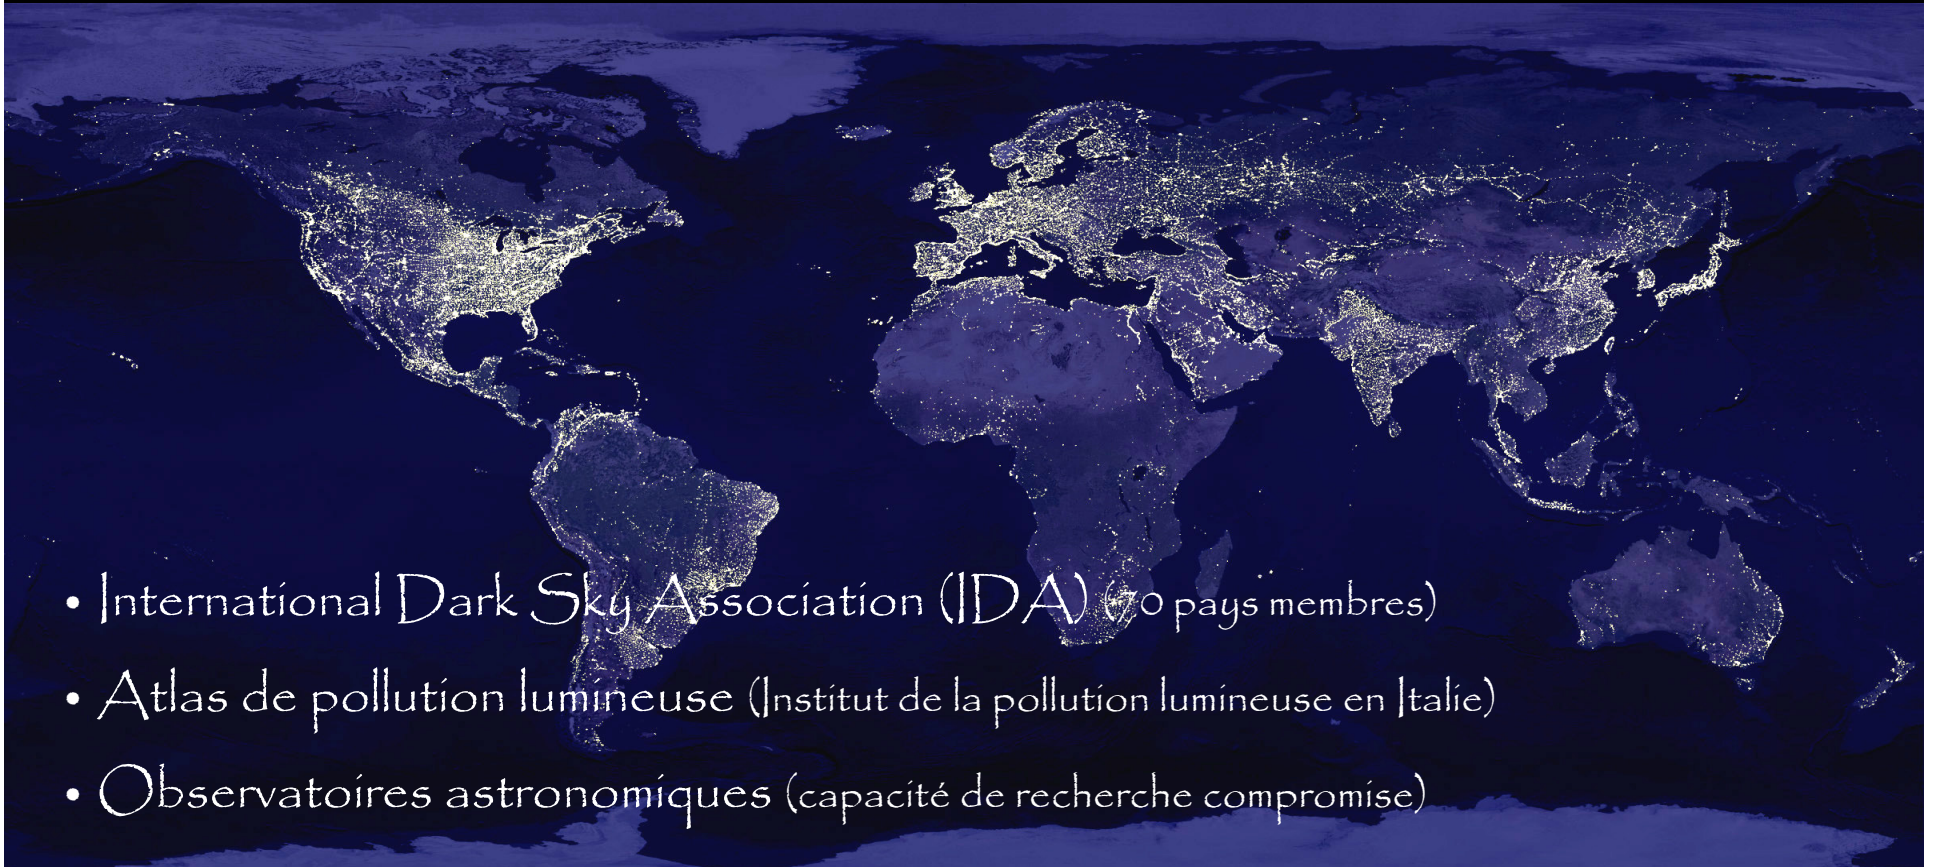 • International Dark Sky Association (IDA) (70 pays membres)
• Atlas de pollution lumineuse (Institut de la pollution lumineuse en Italie)
• Observatoires astronomiques (capacité de recherche compromise)